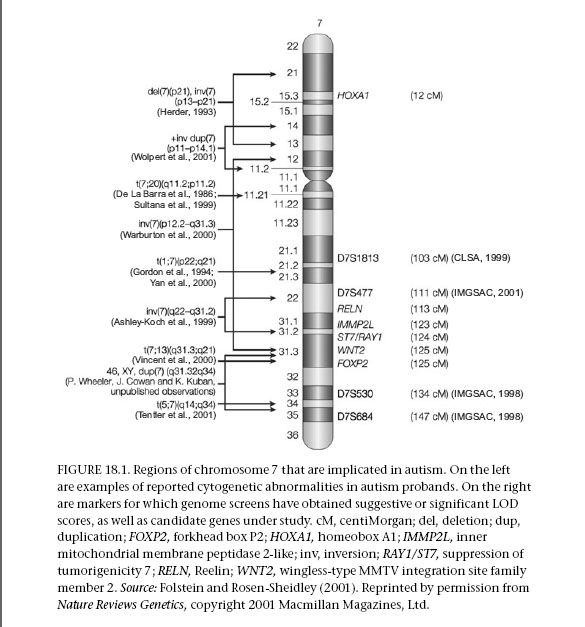 7
22
21
15.3
15.2
15.1
14
13
12
11.2
11.1
11.1
11.21
11.22
11.23
21.1
21.2
21.3
22
31.1
31.2
31.3
32
33
34
35
36
del(7)(p21), inv(7)
(p13–p21)
(Herder, 1993)
+inv dup(7)
(p11–p14.1)
(Wolpert et al., 2001)
t(7;20)(q11.2;p11.2)
(De La Barra et al., 1986;
Sultana et al., 1999)
inv(7)(p12.2–q31.3)
(Warburton et al., 2000)
t(1;7)(p22;q21)
(Gordon et al., 1994;
Yan et al., 2000)
inv(7)(q22–q31.2)
(Ashley-Koch et al., 1999)
t(7;13)(q31.3;q21)
(Vincent et al., 2000)
46, XY, dup(7) (q31.32q34)
(P. Wheeler, J. Cowan and K. Kuban,
unpublished observations)
t(5;7)(q14;q34)
(Tentler et al., 2001)
HOXA1 (12 cM)
D7S1813 (103 cM) (CLSA, 1999)
D7S477 (111 cM) (IMGSAC, 2001)
RELN (113 cM)
IMMP2L (123 cM)
ST7/RAY1 (124 cM)
WNT2 (125 cM)
FOXP2 (125 cM)
D7S530 (134 cM) (IMGSAC, 1998)
D7S684 (147 cM) (IMGSAC, 1998)
FIGURE 18.1. Regions of chromosome 7 that are implicated in autism. On the left
are examples of reported cytogenetic abnormalities in autism probands. On the right
are markers for which genome screens have obtained suggestive or significant LOD
scores, as well as candidate genes under study. cM, centiMorgan; del, deletion; dup,
duplication; FOXP2, forkhead box P2; HOXA1, homeobox A1; IMMP2L, inner
mitochondrial membrane peptidase 2-like; inv, inversion; RAY1/ST7, suppression of
tumorigenicity 7; RELN, Reelin; WNT2, wingless-type MMTV integration site family
member 2. Source: Folstein and Rosen-Sheidley (2001). Reprinted by permission from
Nature Reviews Genetics, copyright 2001 Macmillan Magazines, Ltd.